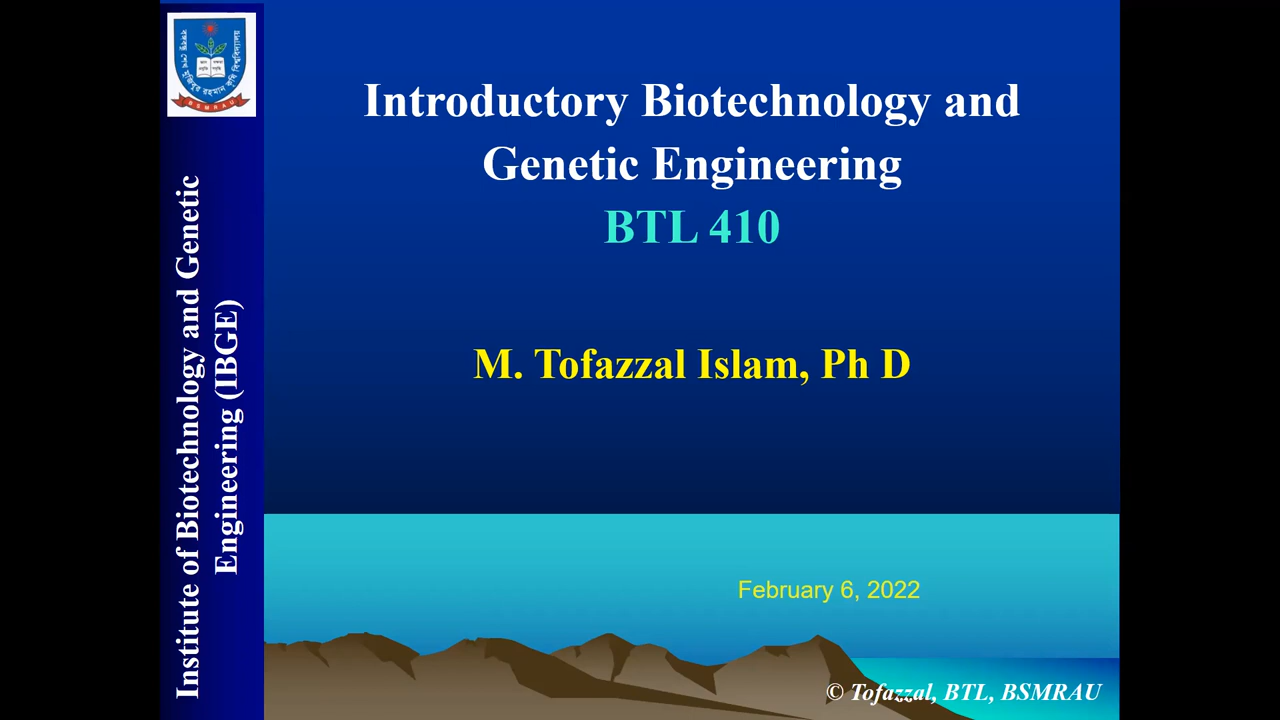 Introductory Biotechnology and
Genetic Engineering
BTL 410
M. Tofazzal Islam, Ph D
February 6, 2022
© Tofazzal, BTL, BSMRAU
Institute of Biotechnology and Genetic
Engineering (IBGE)
BSMRAU